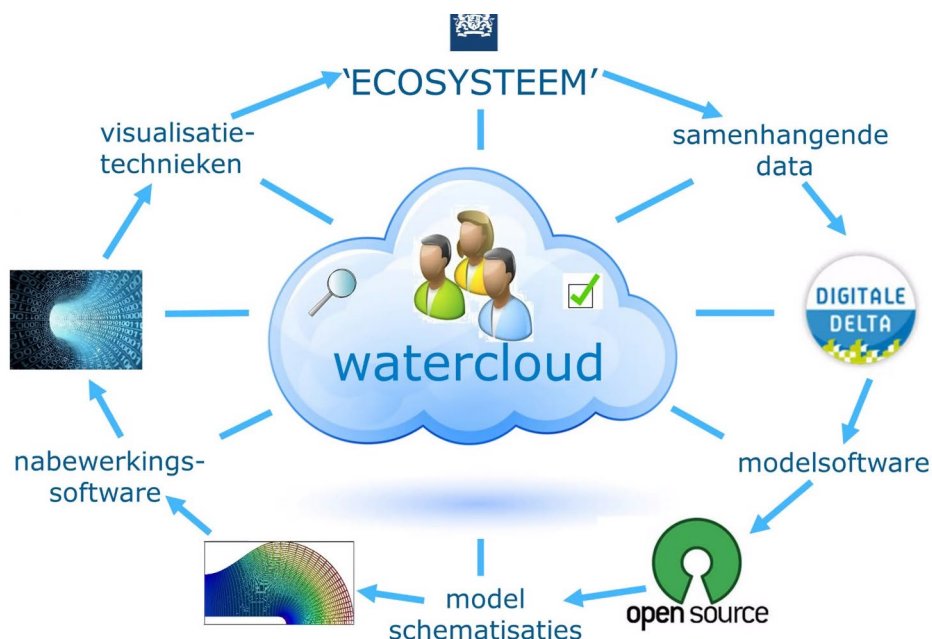 'ECOSYSTEEM'
visualisatie-
technieken
samenhangende
data
DIGITALE
DELTA
watercloud
nabewerkings-
software
modelsoftware
open source
model
schematisaties